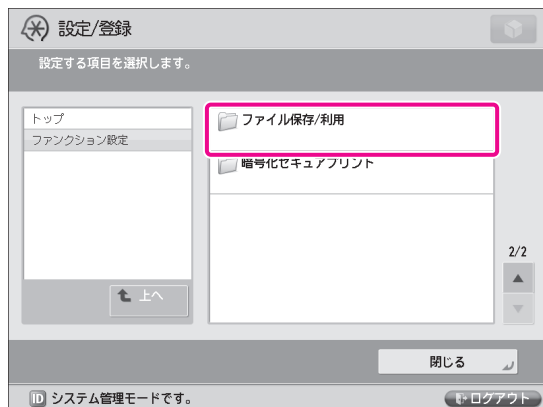 設定/登録
設定する項目を選択します。
トップ
ファンクション設定
ファイル保存/利用
暗号化セキュアプリント
2/2
上へ
閉じる
ID システム管理モードです。
ログアウト